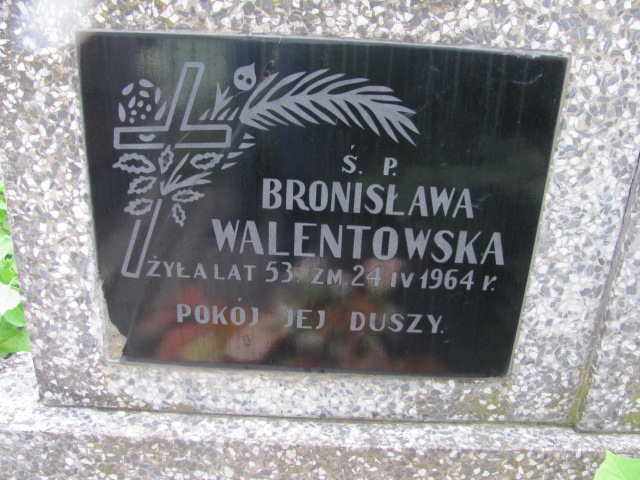 Ś. P.
BRONISŁAWA
WALENTOWSKA
ŻYŁA LAT 53. ZM. 24 IV 1964 r.
POKÓJ JEJ DUSZY.